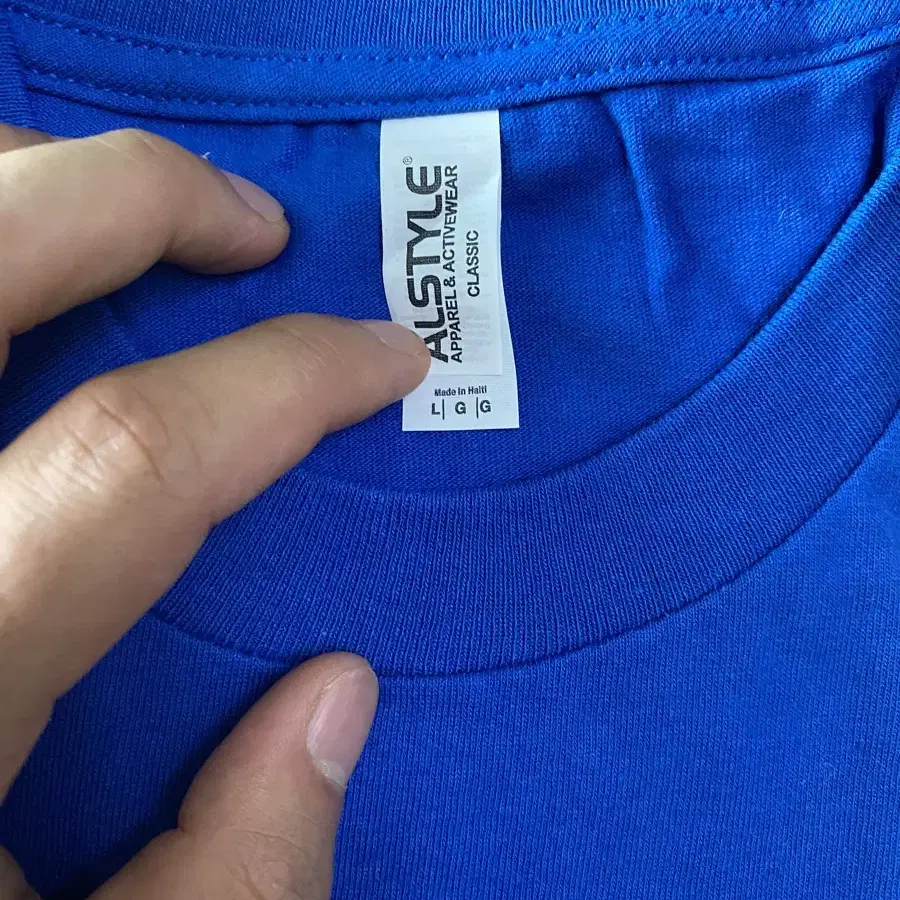 ALSTYLE®
APPAREL & ACTIVEWEAR
CLASSIC
Made in Haiti
L | G | G